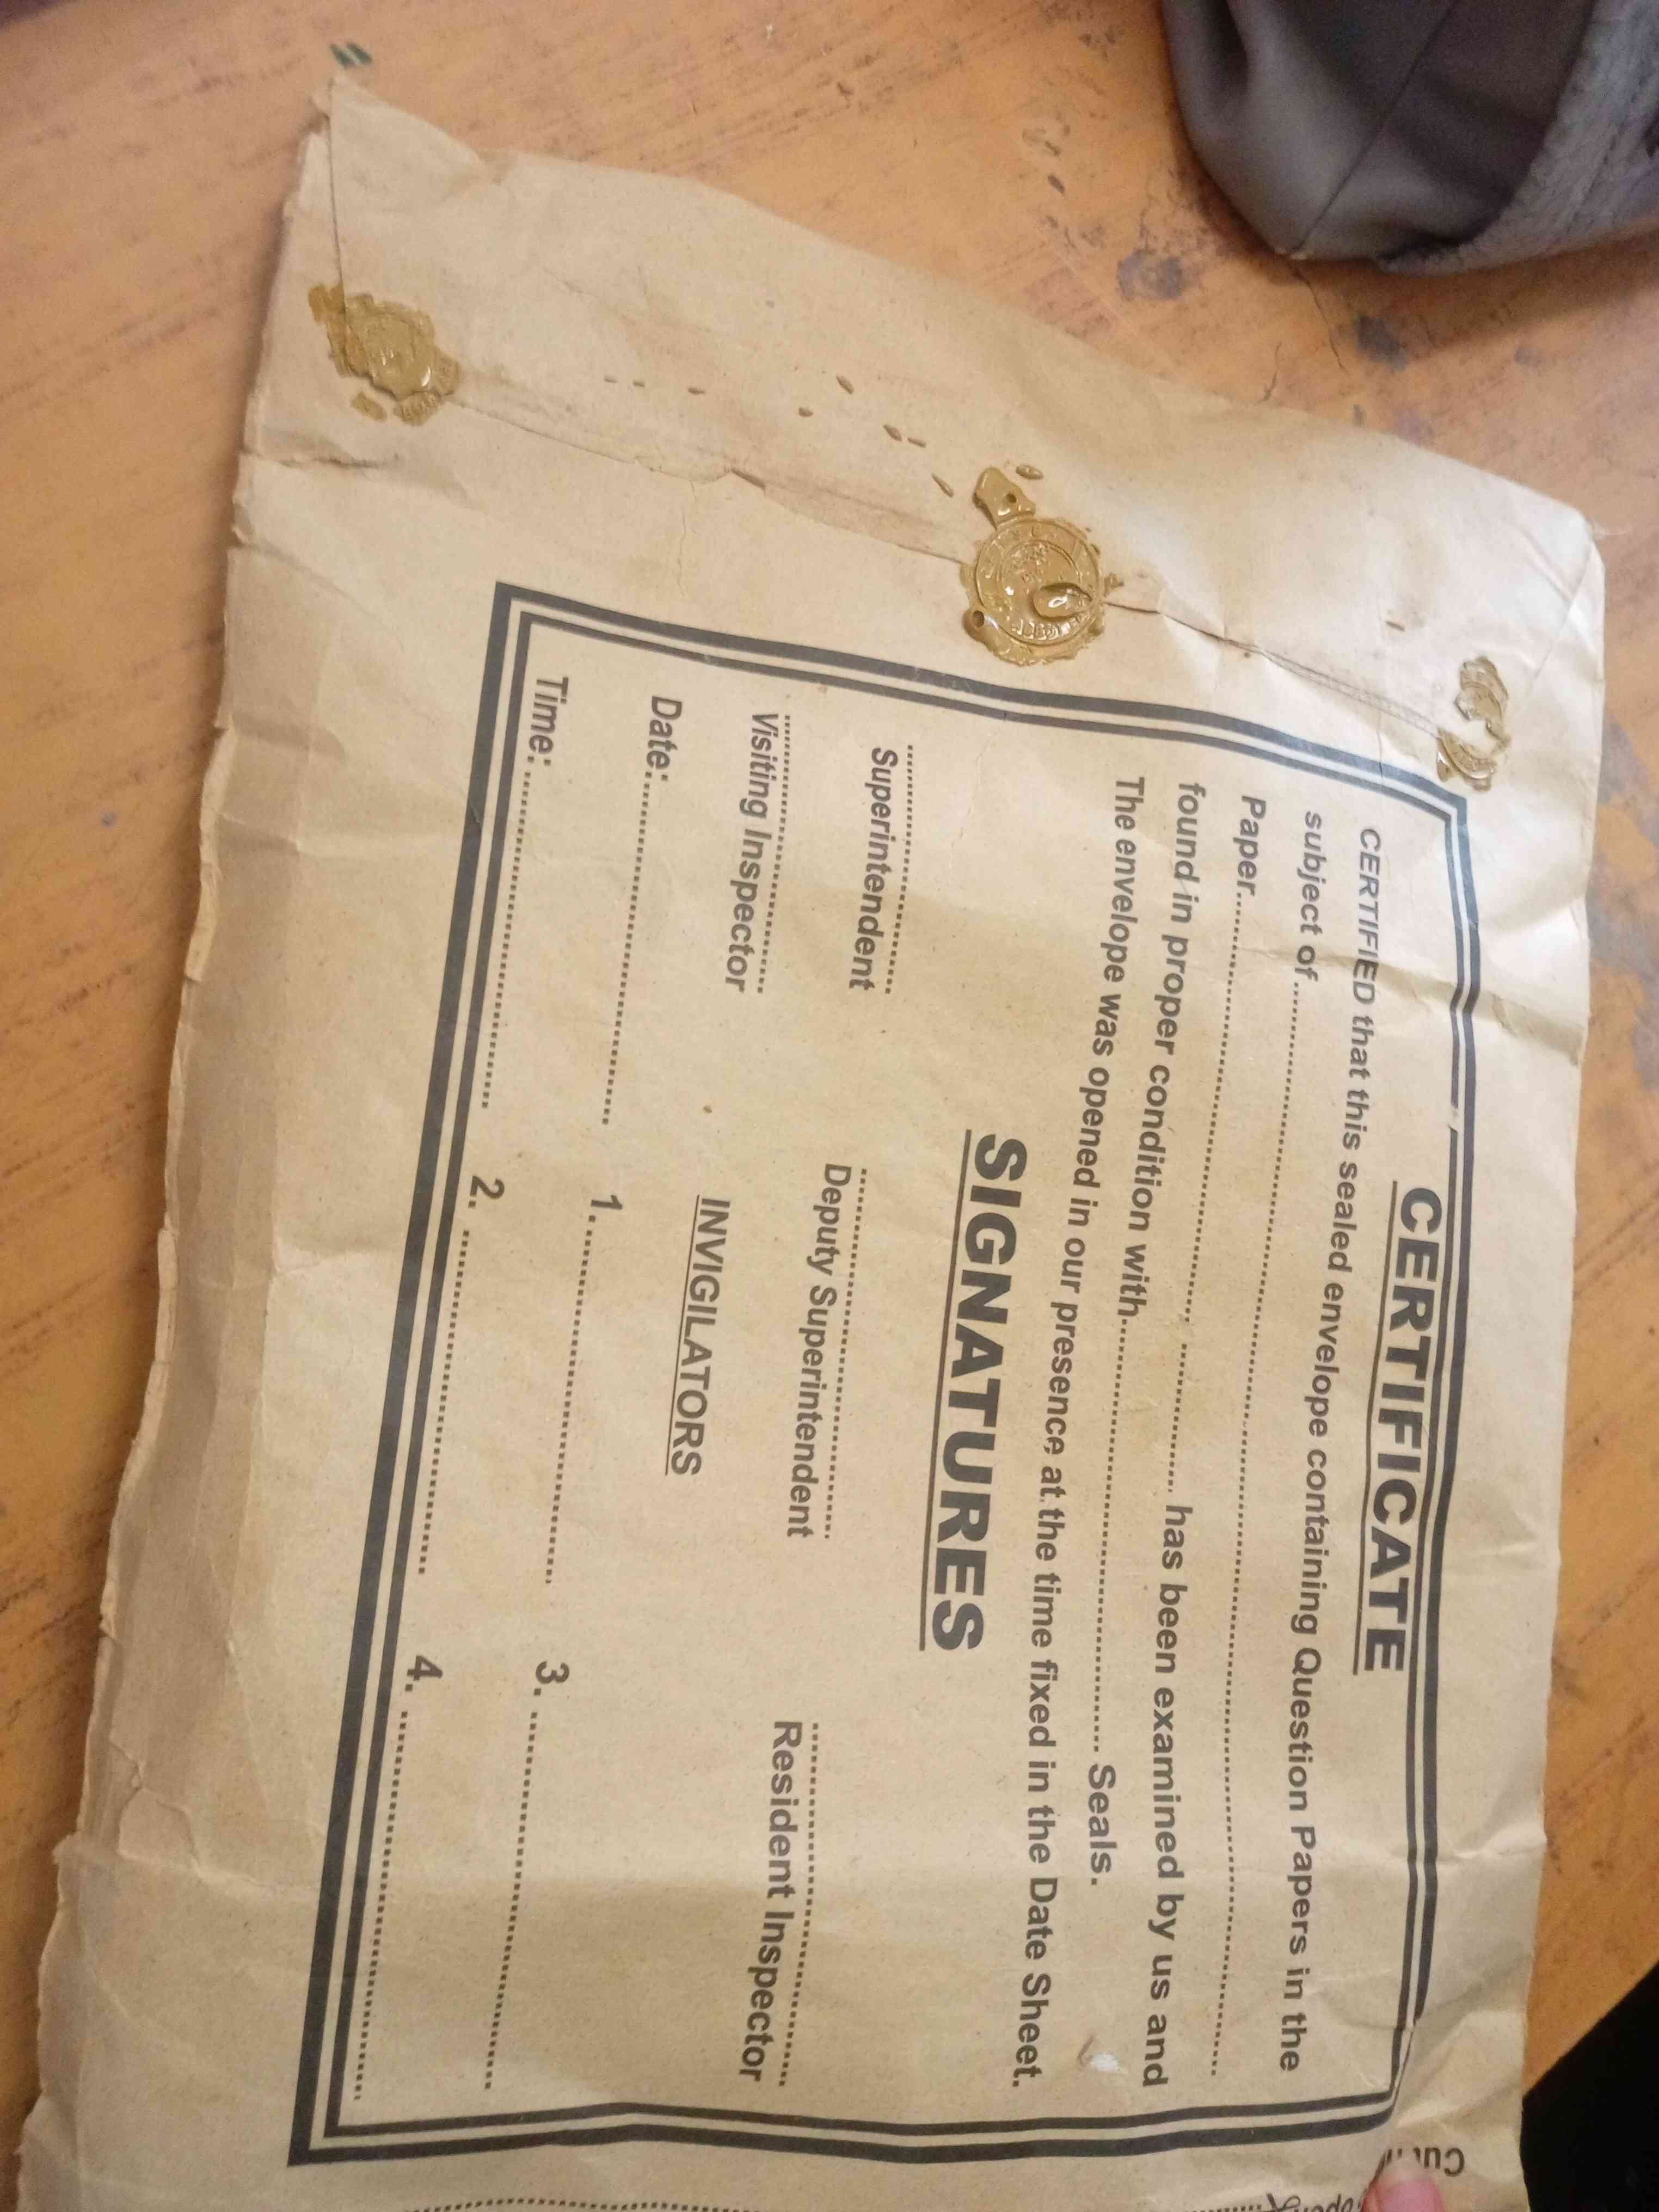 CERTIFICATE
CERTIFIED that this sealed envelope containing Question Papers in the
subject of ................................................................
Paper.................................. ............ has been examined by us and
found in proper condition with............................................ Seals.
The envelope was opened in our presence at the time fixed in the Date Sheet.
SIGNATURES
Superintendent
Deputy Superintendent
Resident Inspector
Visiting Inspector
INVIGILATORS
Date:....................................
1.....................................
3. .....................................
Time:....................................
2. .....................................
4. .....................................